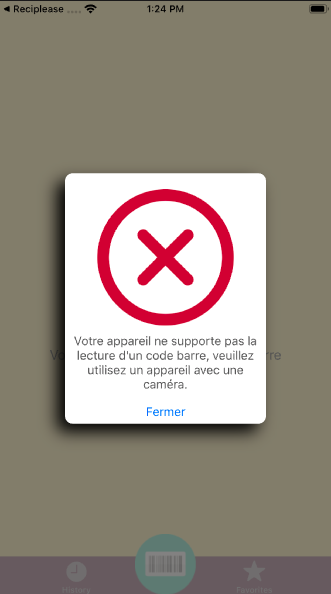 Reciplease
1:24 PM
Votre appareil ne supporte pas la
lecture d'un code barre, veuillez
utilisez un appareil avec une
caméra.
Fermer
History
Favorites